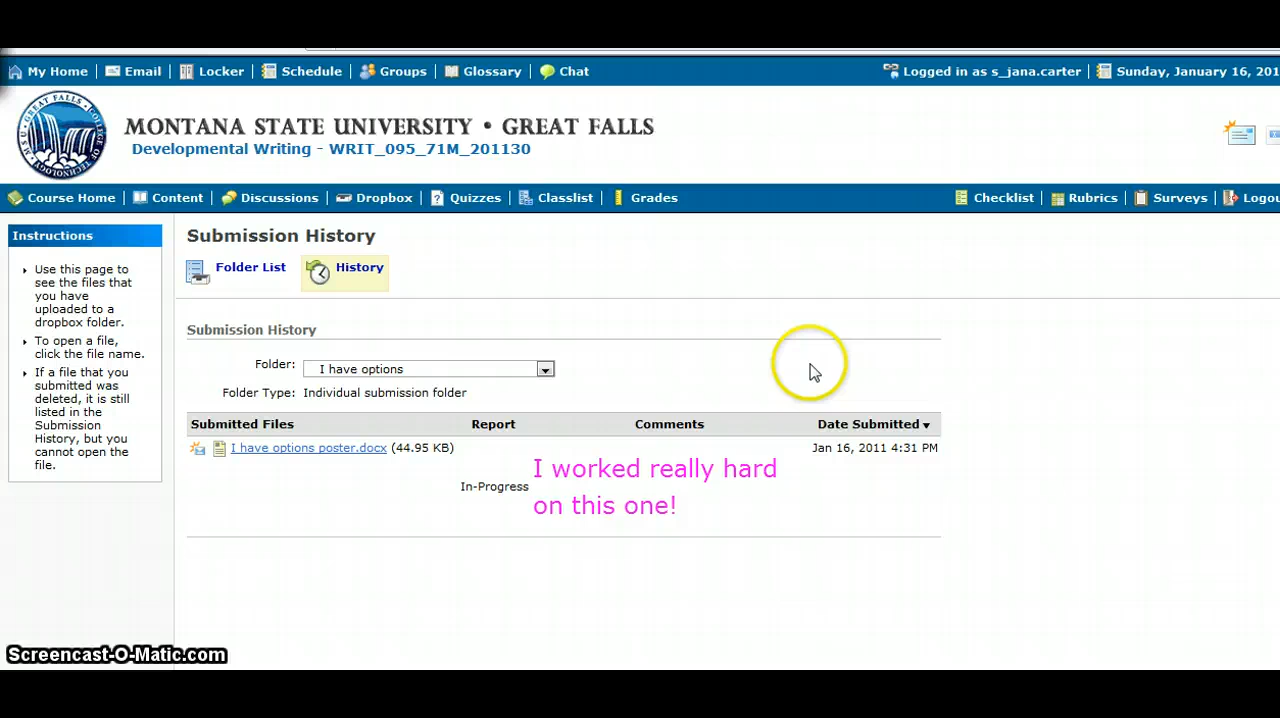 My Home Email Locker Schedule Groups Glossary Chat Logged in as s_jana.carter Sunday, January 16, 201
MONTANA STATE UNIVERSITY • GREAT FALLS
Developmental Writing - WRIT_095_71M_201130
M.S.U. GREAT FALLS COLLEGE OF TECHNOLOGY
Course Home Content Discussions Dropbox Quizzes Classlist Grades Checklist Rubrics Surveys Logou
Instructions
Use this page to
see the files that
you have
uploaded to a
dropbox folder.
To open a file,
click the file name.
If a file that you
submitted was
deleted, it is still
listed in the
Submission
History, but you
cannot open the
file.
Submission History
Folder List History
Submission History
Folder: I have options
Folder Type: Individual submission folder
Submitted Files Report Comments Date Submitted
I have options poster.docx (44.95 KB) Jan 16, 2011 4:31 PM
In-Progress
I worked really hard
on this one!
Screencast-O-Matic.com